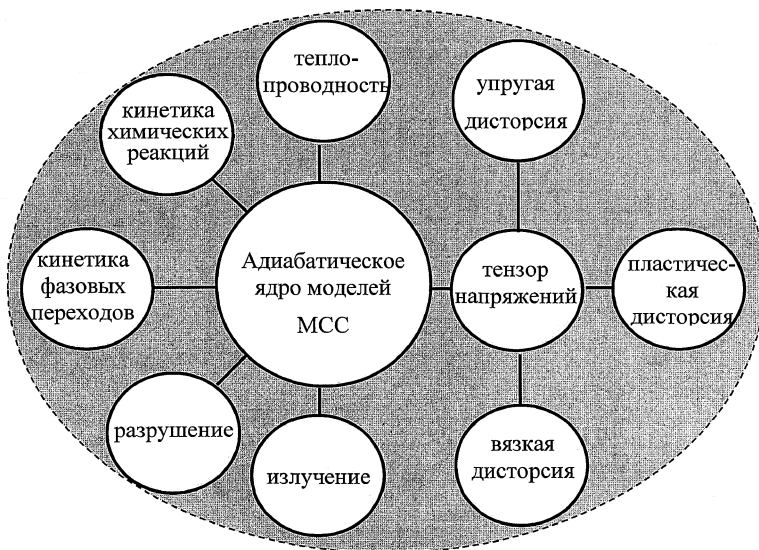 тепло-
проводность
упругая
дисторсия
кинетика
химических
реакций
кинетика
фазовых
переходов
Адиабатическое
ядро моделей
МСС
тензор
напряжений
пластичес-
кая
дисторсия
разрушение
излучение
вязкая
дисторсия